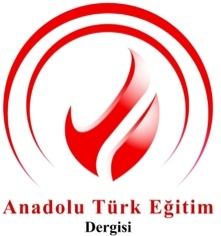 Anadolu Türk Eğitim
Dergisi